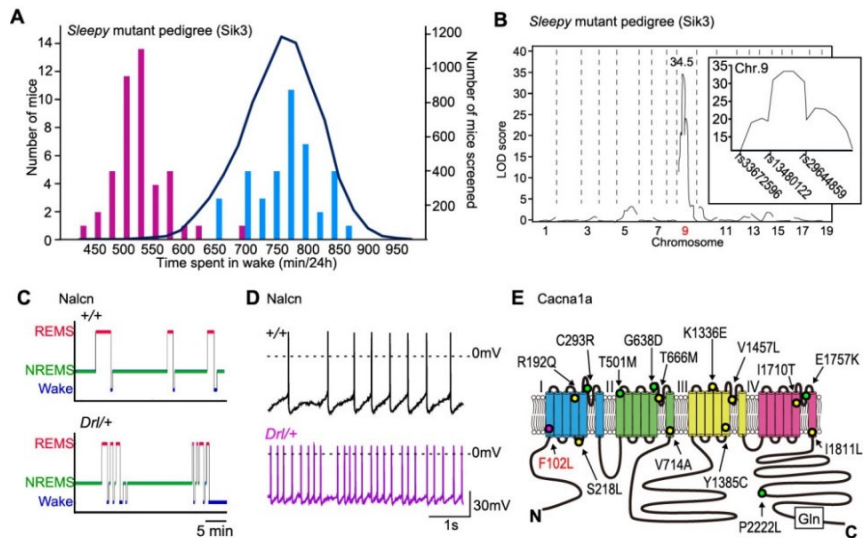 A
Sleepy mutant pedigree (Sik3)
Number of mice
14
12
10
8
6
4
2
0
1200
1000
800
600
400
200
Number of mice screened
450 500 550 600 650 700 750 800 850 900 950
Time spent in wake (min/24h)
B
Sleepy mutant pedigree (Sik3)
LOD score
40
35
30
25
20
15
10
5
0
34.5
Chr.9
35
30
25
20
15
rs33672596
rs13480122
rs29644859
1 3 5 7 9 11 13 15 17 19
Chromosome
C
Nalcn
+/+
REMS
NREMS
Wake
Drl/+
REMS
NREMS
Wake
5 min
D
Nalcn
+/+
0mV
Drl/+
0mV
30mV
1s
E
Cacna1a
K1336E
G638D
C293R
T666M
V1457L
E1757K
R192Q
T501M
I1710T
I II III IV
F102L
S218L
V714A
Y1385C
I1811L
P2222L
N
Gln
C